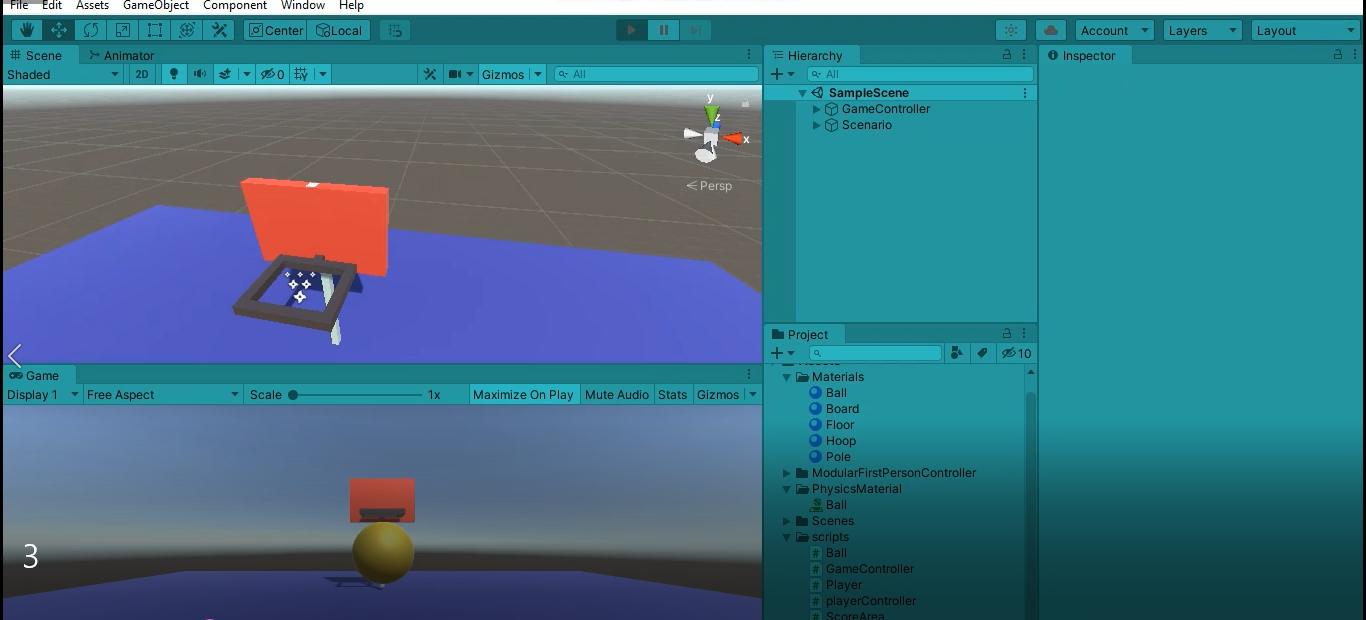 File Edit Assets GameObject Component Window Help
Center Local Account Layers Layout
Scene Animator
Shaded 2D 0 Gizmos All
y
z
x
Persp
Game
Display 1 Free Aspect Scale 1x Maximize On Play Mute Audio Stats Gizmos
3
Hierarchy
All
SampleScene
GameController
Scenario
Project
10
Assets
Materials
Ball
Board
Floor
Hoop
Pole
ModularFirstPersonController
PhysicsMaterial
Ball
Scenes
scripts
Ball
GameController
Player
playerController
ScoreArea
Inspector